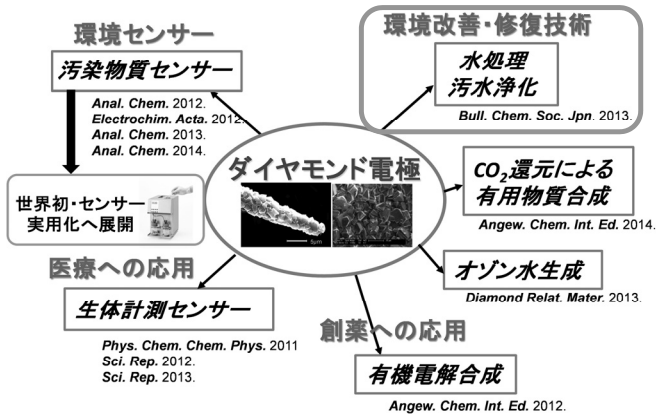 環境センサー
汚染物質センサー
Anal. Chem. 2012.
Electrochim. Acta. 2012.
Anal. Chem. 2013.
Anal. Chem. 2014.
世界初・センサー
実用化へ展開
環境改善・修復技術
水処理
汚水浄化
Bull. Chem. Soc. Jpn. 2013.
ダイヤモンド電極
5μm
CO2還元による
有用物質合成
Angew. Chem. Int. Ed. 2014.
オゾン水生成
Diamond Relat. Mater. 2013.
医療への応用
生体計測センサー
Phys. Chem. Chem. Phys. 2011
Sci. Rep. 2012.
Sci. Rep. 2013.
創薬への応用
有機電解合成
Angew. Chem. Int. Ed. 2012.